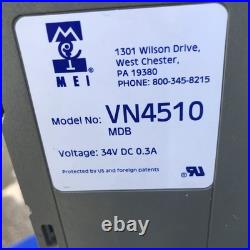 MEI
1301 Wilson Drive,
West Chester,
PA 19380
PHONE: 800-345-8215
Model No: VN4510
MDB
Voltage: 34V DC 0.3A
Protected by US and foreign patents